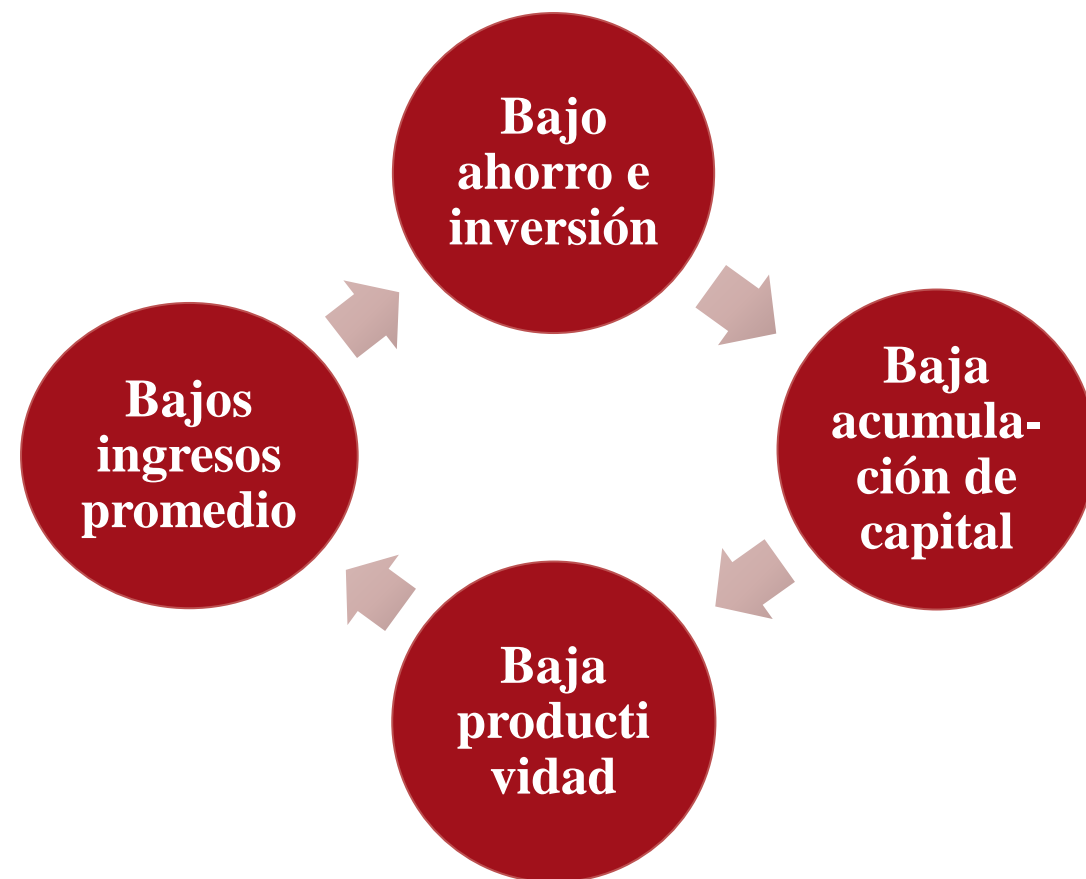 Bajo
ahorro e
inversión
Baja
acumula-
ción de
capital
Baja
producti
vidad
Bajos
ingresos
promedio